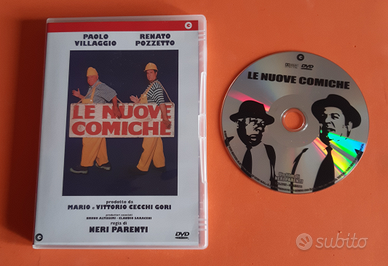 PAOLO
VILLAGGIO
RENATO
POZZETTO
LE NUOVE
COMICHE
prodotto da
MARIO e VITTORIO CECCHI GORI
regia di
NERI PARENTI
DVD
DVD
LE NUOVE COMICHE
subito